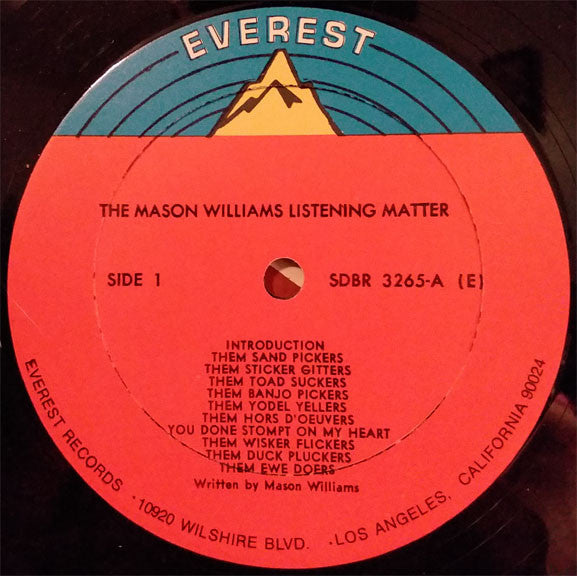 EVEREST
THE MASON WILLIAMS LISTENING MATTER
SIDE 1
SDBR 3265-A (E)
INTRODUCTION
THEM SAND PICKERS
THEM STICKER GITTERS
THEM TOAD SUCKERS
THEM BANJO PICKERS
THEM YODEL YELLERS
THEM HORS D'OEUVERS
YOU DONE STOMPT ON MY HEART
THEM WISKER FLICKERS
THEM DUCK PLUCKERS
THEM EWE DOERS
Written by Mason Williams
EVEREST RECORDS · 10920 WILSHIRE BLVD. · LOS ANGELES, CALIFORNIA 90024